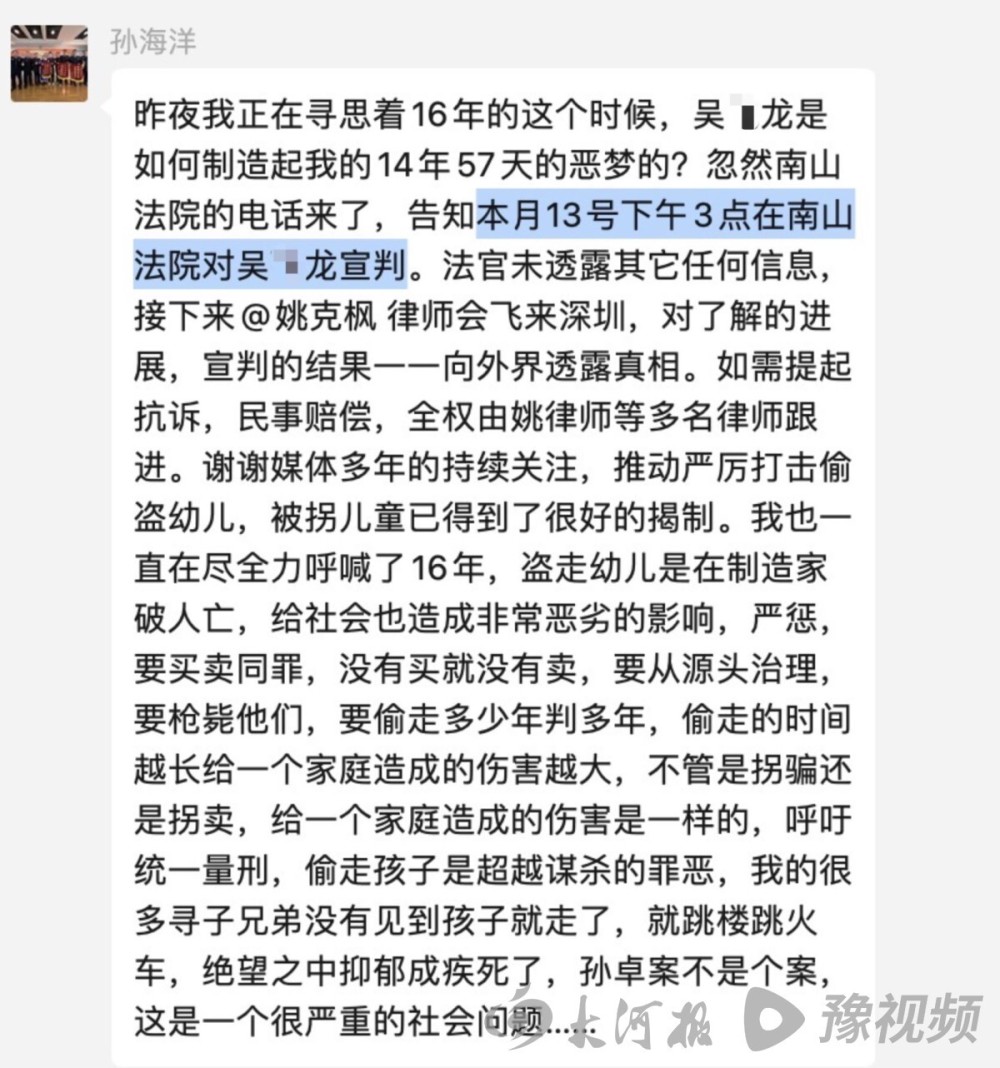 孙海洋
昨夜我正在寻思着16年的这个时候，吴 龙是
如何制造起我的14年57天的恶梦的？忽然南山
法院的电话来了，告知本月13号下午3点在南山
法院对吴 龙宣判。法官未透露其它任何信息，
接下来@姚克枫 律师会飞来深圳，对了解的进
展，宣判的结果一一向外界透露真相。如需提起
抗诉，民事赔偿，全权由姚律师等多名律师跟
进。谢谢媒体多年的持续关注，推动严厉打击偷
盗幼儿，被拐儿童已得到了很好的揭制。我也一
直在尽全力呼喊了16年，盗走幼儿是在制造家
破人亡，给社会也造成非常恶劣的影响，严惩，
要买卖同罪，没有买就没有卖，要从源头治理，
要枪毙他们，要偷走多少年判多年，偷走的时间
越长给一个家庭造成的伤害越大，不管是拐骗还
是拐卖，给一个家庭造成的伤害是一样的，呼吁
统一量刑，偷走孩子是超越谋杀的罪恶，我的很
多寻子兄弟没有见到孩子就走了，就跳楼跳火
车，绝望之中抑郁成疾死了，孙卓案不是个案，
这是一个很严重的社会问题......
大河报 豫视频